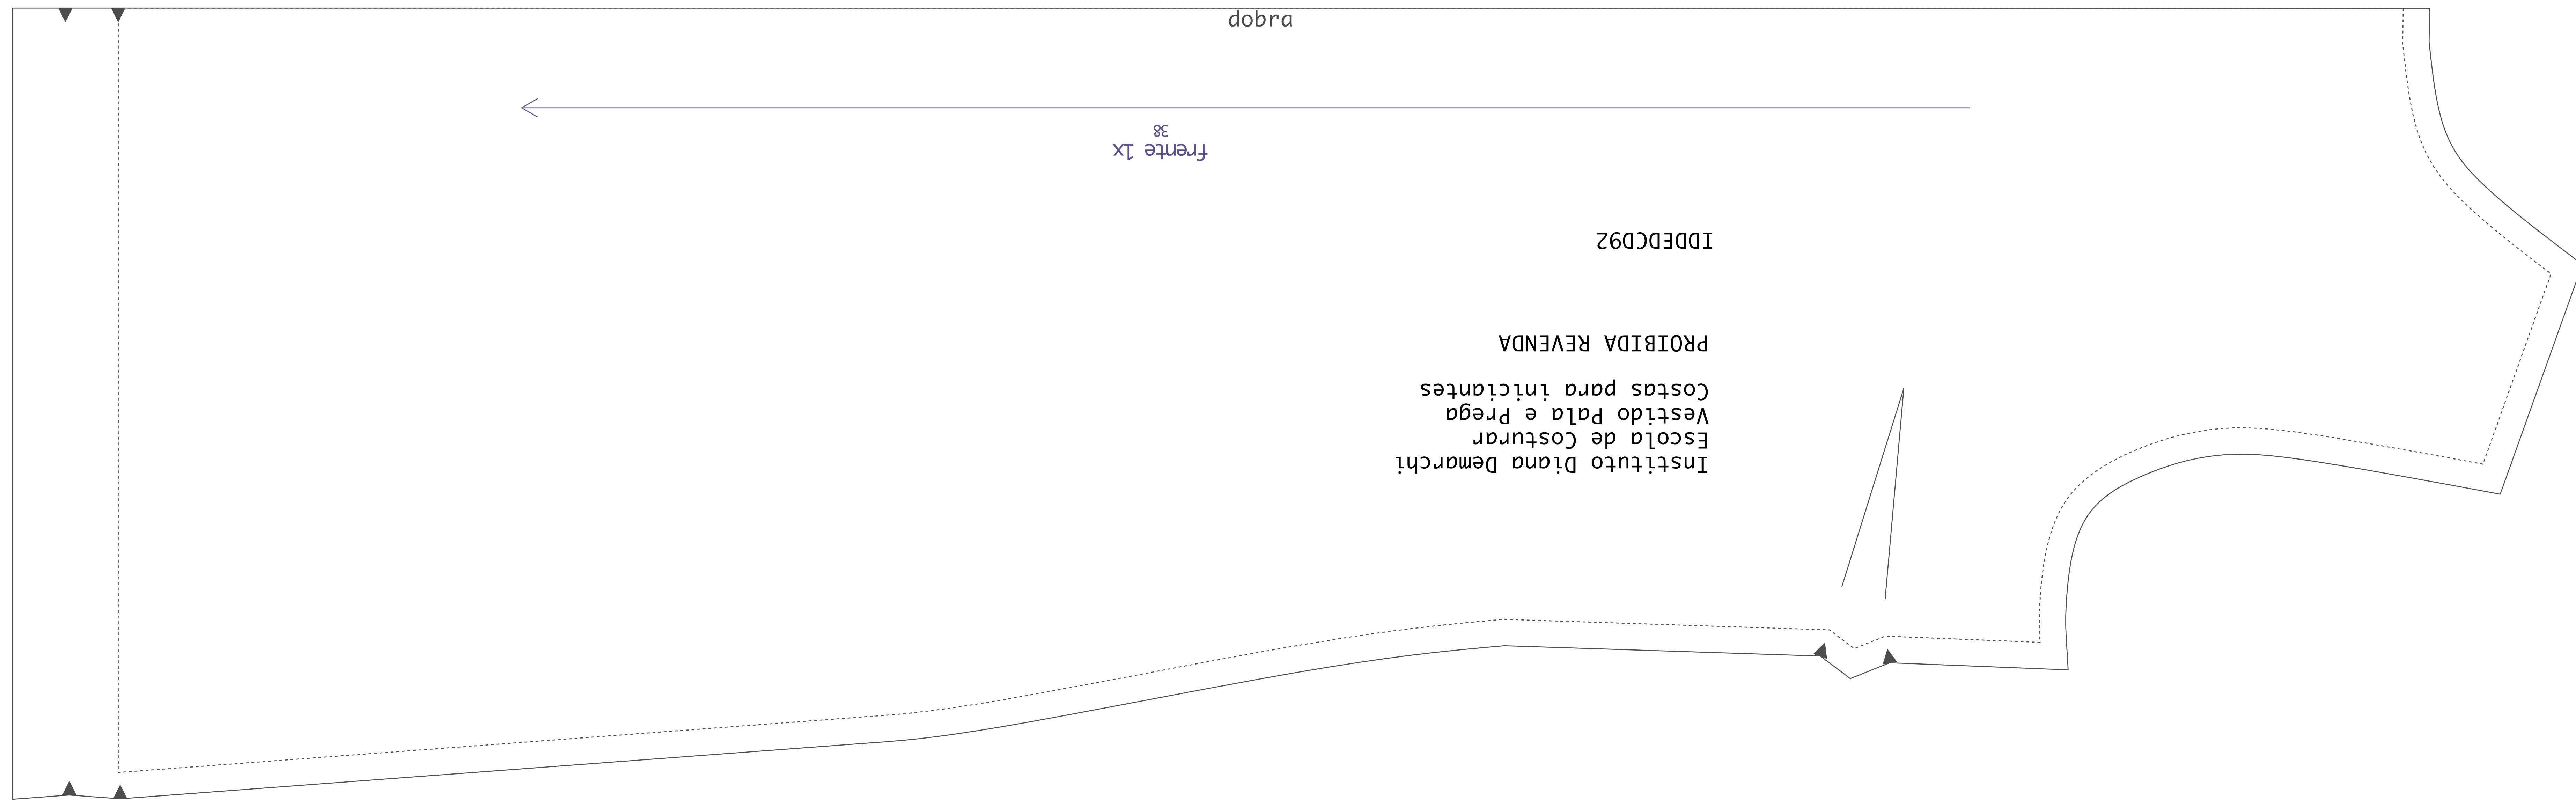 dobra
frente 1x
38
Instituto Diana Demarchi
Escola de Costurar
Vestido Pala e Prega
Costas para iniciantes
PROIBIDA REVENDA
IDDEDCD92